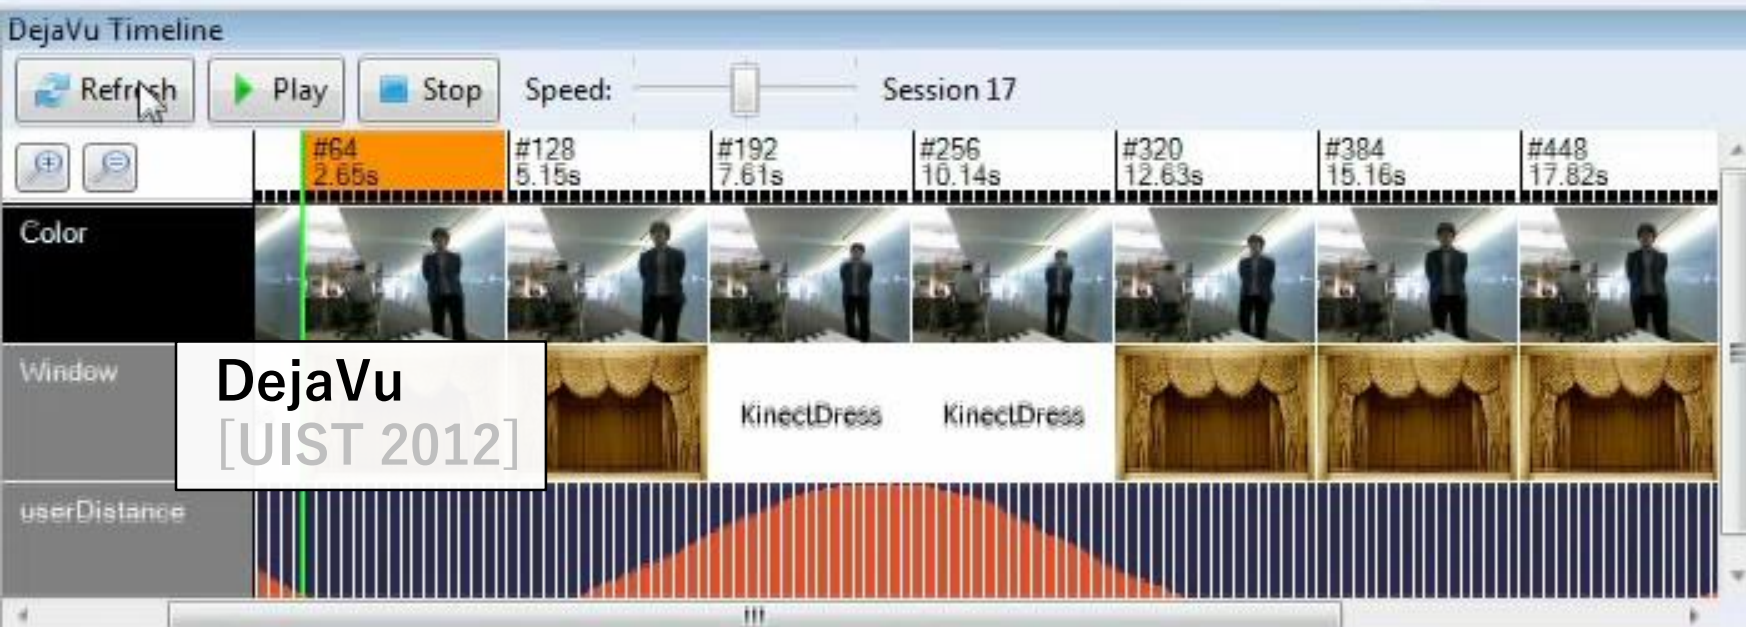 DejaVu Timeline
Refresh Play Stop Speed: Session 17
#64 #128 #192 #256 #320 #384 #448
2.65s 5.15s 7.61s 10.14s 12.63s 15.16s 17.82s
Color
Window
DejaVu
[UIST 2012]
KinectDress KinectDress
userDistance